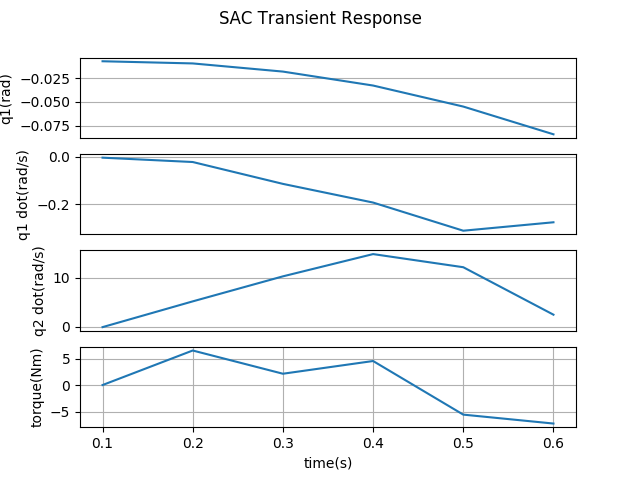 SAC Transient Response
q1(rad)
−0.025
−0.050
−0.075
q1 dot(rad/s)
0.0
−0.2
q2 dot(rad/s)
10
0
torque(Nm)
5
0
−5
0.1 0.2 0.3 0.4 0.5 0.6
time(s)